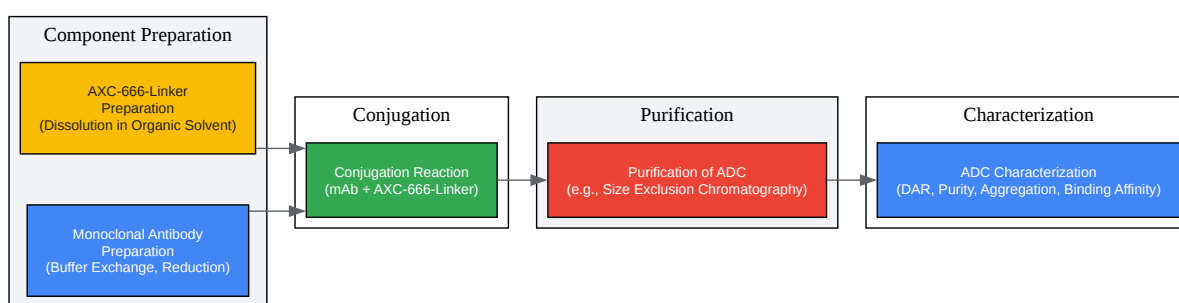 Component Preparation
AXC-666-Linker
Preparation
(Dissolution in Organic Solvent)
Monoclonal Antibody
Preparation
(Buffer Exchange, Reduction)
Conjugation
Conjugation Reaction
(mAb + AXC-666-Linker)
Purification
Purification of ADC
(e.g., Size Exclusion Chromatography)
Characterization
ADC Characterization
(DAR, Purity, Aggregation, Binding Affinity)